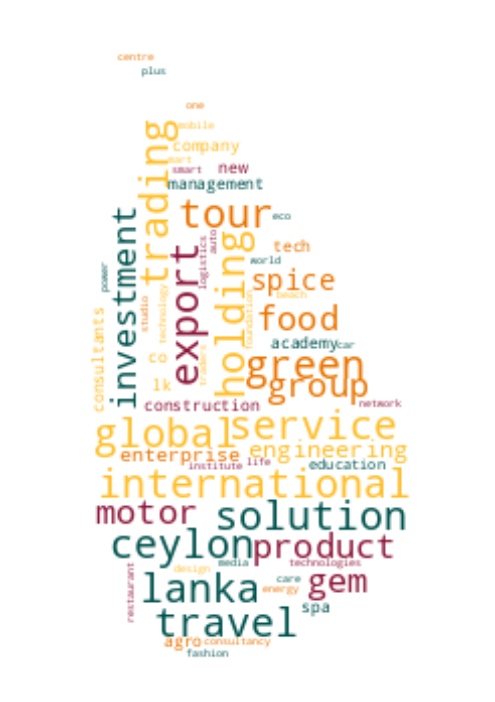 centre
plus
one
mobile
company
mart
smart
new
management
trading
tour
eco
investment
export
logistics
auto
holding
tech
world
power
spice
beach
studio
technology
foundation
food
consultants
academy
car
co
traders
green
lk
group
construction
network
global
service
enterprise
engineering
institute
life
education
international
motor
solution
ceylon
product
restaurant
media
technologies
design
lanka
care
energy
gem
spa
travel
agro
consultancy
fashion